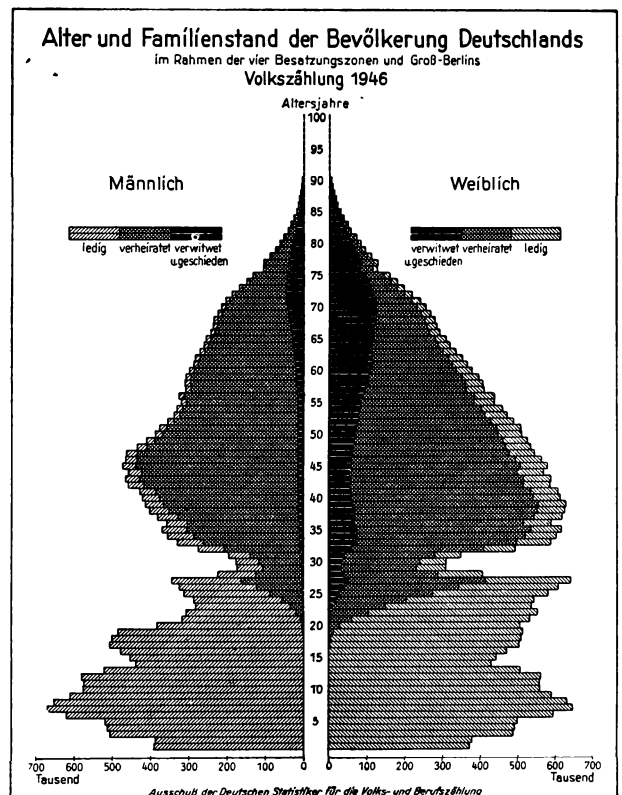 Alter und Familienstand der Bevölkerung Deutschlands
im Rahmen der vier Besatzungszonen und Groß-Berlins
Volkszählung 1946
Altersjahre
100
95
Männlich
90
Weiblich
85
ledig verheiratet verwitwet u.geschieden
80
verwitwet u.geschieden verheiratet ledig
75
70
65
60
55
50
45
40
35
30
25
20
15
10
5
700 600 500 400 300 200 100 0
0 100 200 300 400 500 600 700
Tausend
Tausend
Ausschuß der Deutschen Statistiker für die Volks- und Berufszählung